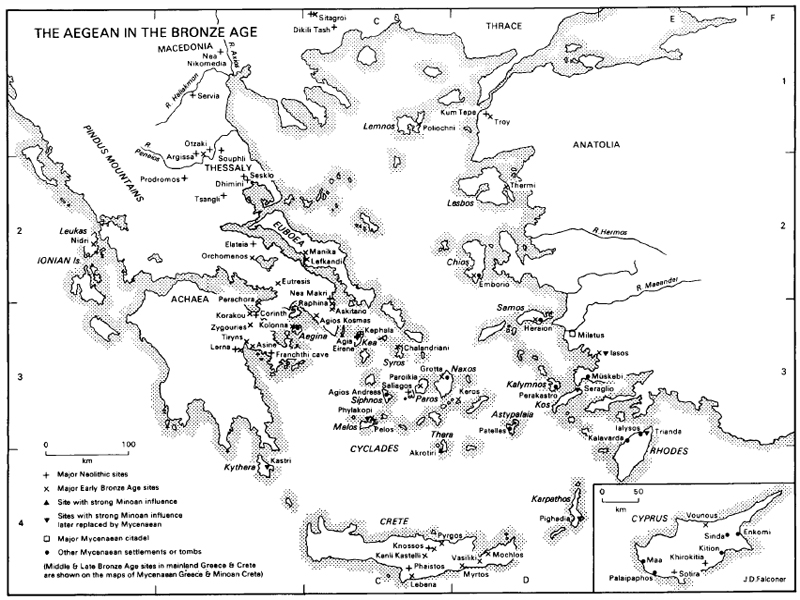 THE AEGEAN IN THE BRONZE AGE
C
E
F
THRACE
Sitagroi
Dikili Tash
MACEDONIA
R. Axios
Nea
Nikomedia
R. Haliakmon
Servia
1
1
Kum Tepe
Troy
Lemnos
Poliochni
ANATOLIA
PINDUS MOUNTAINS
R.
Peneios
Otzaki
Argissa
Souphli
THESSALY
Prodromos
Sesklo
Dhimini
Tsangli
Thermi
Lesbos
2
2
Leukas
Nidri
IONIAN Is.
EUBOEA
Elateia
Manika
Lefkandi
Orchomenos
R. Hermos
Chios
Emborio
R. Maeander
Eutresis
ACHAEA
Nea Makri
Perachora
Raphina
Askitario
Korakou
Corinth
Agios Kosmas
Zygouries
Kolonna
Kephala
Aegina
Agia
Eirene
Kea
Tiryns
Lerna
Asine
Franchthi cave
Chalandriani
Syros
Samos
Heraion
Miletus
Iasos
3
3
Grotta
Naxos
Paroikia
Saliagos
Agios Andreas
Siphnos
Paros
Keros
Müskebi
Kalymnos
Seraglio
Perakastro
Kos
Phylakopi
Melos
Pelos
Astypalaia
Patelles
Thera
Akrotiri
CYCLADES
Ialysos
Trianda
Kalavarda
RHODES
Kythera
Kastri
0
100
km
+ Major Neolithic sites
× Major Early Bronze Age sites
▲ Site with strong Minoan influence
▼ Sites with strong Minoan influence
later replaced by Mycenaean
□ Major Mycenaean citadel
● Other Mycenaean settlements or tombs
(Middle & Late Bronze Age sites in mainland Greece & Crete
are shown on the maps of Mycenaean Greece & Minoan Crete)
4
Karpathos
Pighadia
CRETE
Pyrgos
Knossos
Kanli Kastelli
Vasiliki
Mochlos
Phaistos
Myrtos
Lebena
C
D
0
50
km
CYPRUS
Vounous
Sinda
Enkomi
Kition
Maa
Khirokitia
Palaipaphos
Sotira
J.D.Falconer